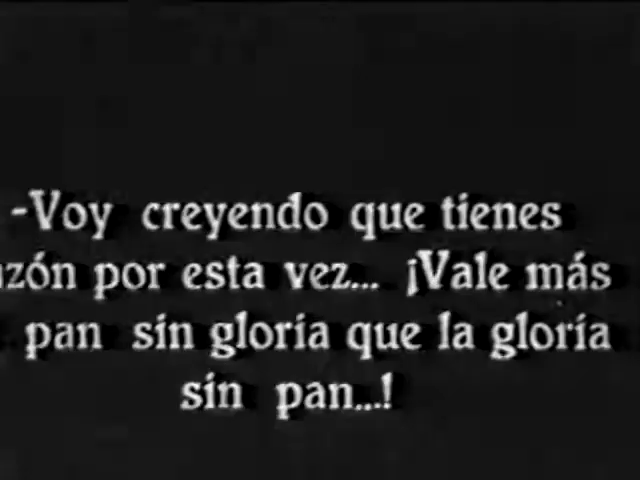 -Voy creyendo que tienes
zón por esta vez... ¡Vale más
pan sin gloria que la gloria
sin pan...!